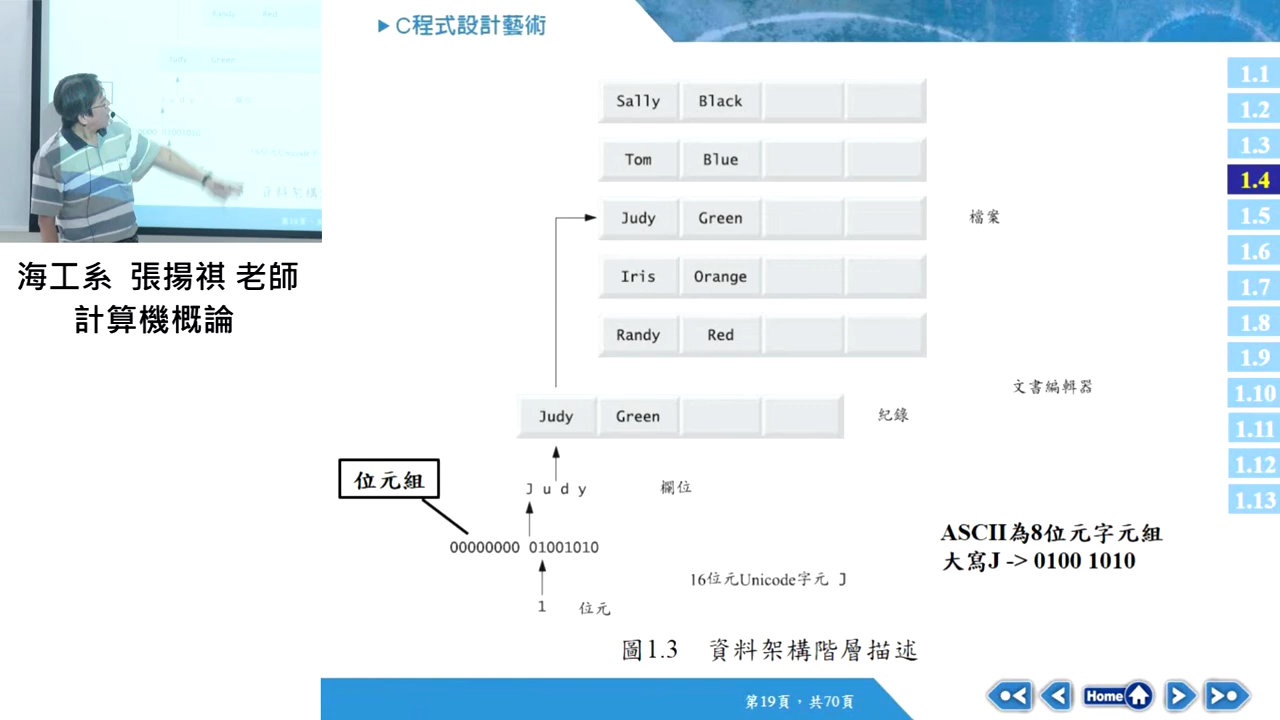 C程式設計藝術
海工系 張揚祺 老師
計算機概論
Sally Black
Tom Blue
Judy Green
檔案
Iris Orange
Randy Red
文書編輯器
Judy Green
紀錄
位元組
J u d y
欄位
00000000 01001010
ASCII為8位元字元組
大寫J -> 0100 1010
16位元Unicode字元 J
1 位元
圖1.3 資料架構階層描述
第19頁，共70頁
Home
1.1
1.2
1.3
1.4
1.5
1.6
1.7
1.8
1.9
1.10
1.11
1.12
1.13